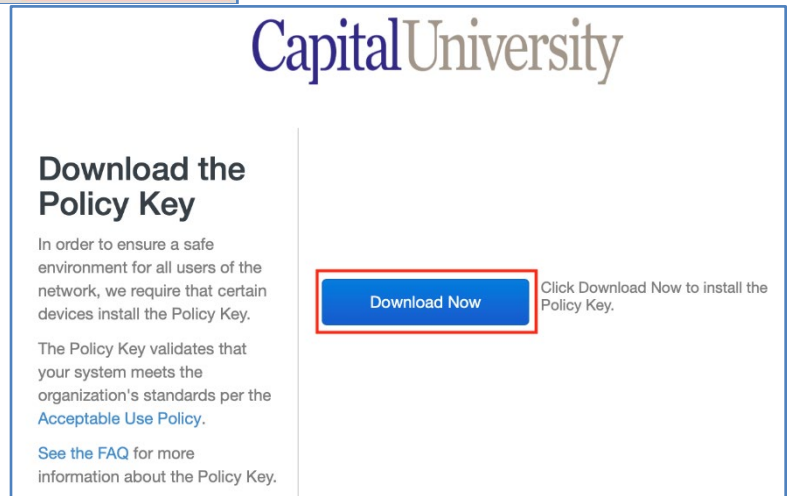 Capital University
Download the
Policy Key
In order to ensure a safe
environment for all users of the
network, we require that certain
devices install the Policy Key.
The Policy Key validates that
your system meets the
organization's standards per the
Acceptable Use Policy.
See the FAQ for more
information about the Policy Key.
Download Now
Click Download Now to install the
Policy Key.